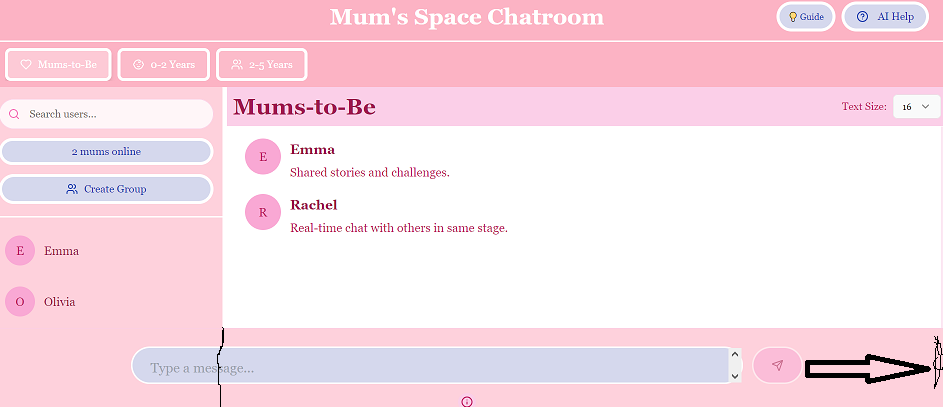 Mum's Space Chatroom
Guide
AI Help
Mums-to-Be
0-2 Years
2-5 Years
Search users...
2 mums online
Create Group
E
Emma
O
Olivia
Mums-to-Be
Text Size:
16
E
Emma
Shared stories and challenges.
R
Rachel
Real-time chat with others in same stage.
Type a message...